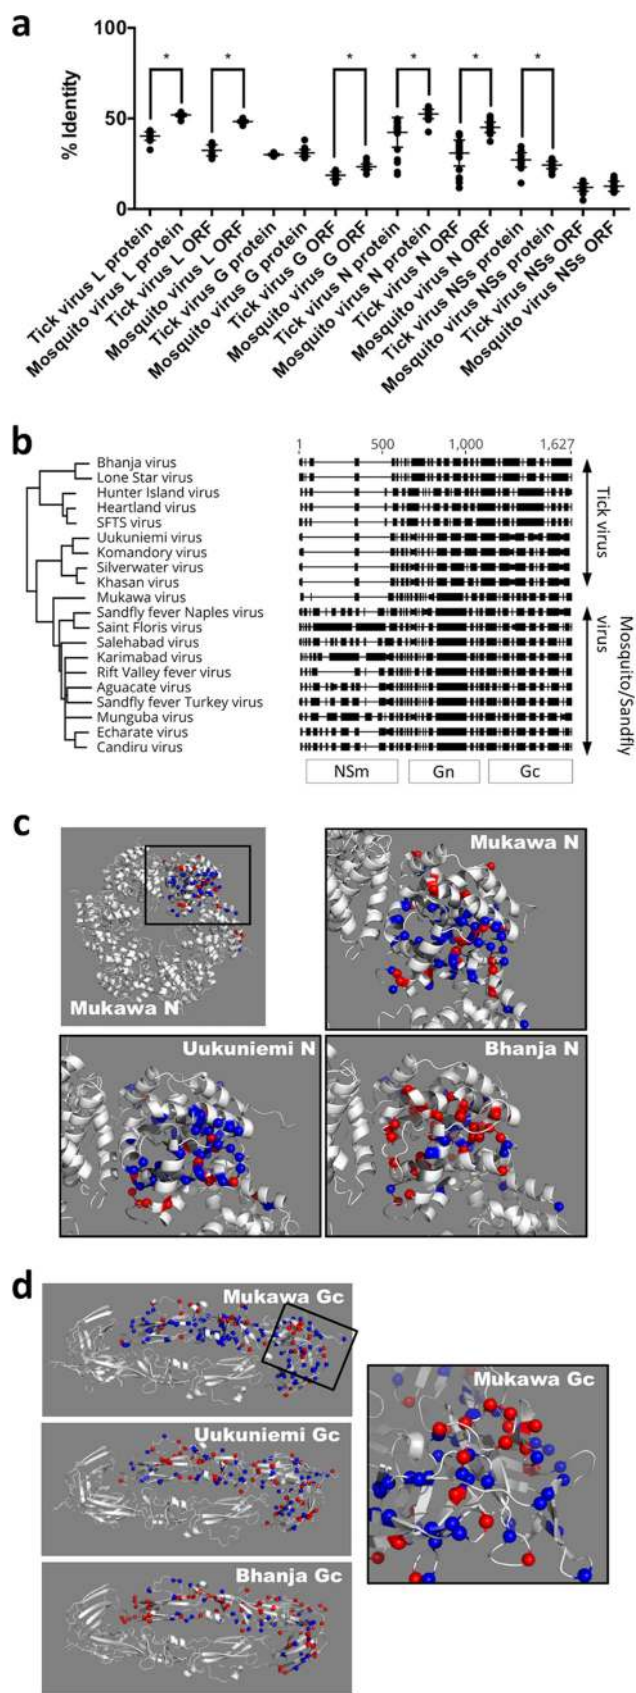 a
100
50
0
% Identity
* * * * * *
Tick virus L protein
Mosquito virus L protein
Tick virus L ORF
Mosquito virus L ORF
Tick virus G protein
Mosquito virus G protein
Tick virus G ORF
Mosquito virus G ORF
Tick virus N protein
Mosquito virus N protein
Tick virus N ORF
Mosquito virus N ORF
Tick virus NSs protein
Mosquito virus NSs protein
Tick virus NSs ORF
Mosquito virus NSs ORF
b
1 500 1,000 1,627
Bhanja virus
Lone Star virus
Hunter Island virus
Heartland virus
SFTS virus
Uukuniemi virus
Komandory virus
Silverwater virus
Khasan virus
Mukawa virus
Sandfly fever Naples virus
Saint Floris virus
Salehabad virus
Karimabad virus
Rift Valley fever virus
Aguacate virus
Sandfly fever Turkey virus
Munguba virus
Echarate virus
Candiru virus
Tick virus
Mosquito/Sandfly
virus
NSm Gn Gc
c
Mukawa N
Mukawa N
Uukuniemi N
Bhanja N
d
Mukawa Gc
Uukuniemi Gc
Bhanja Gc
Mukawa Gc